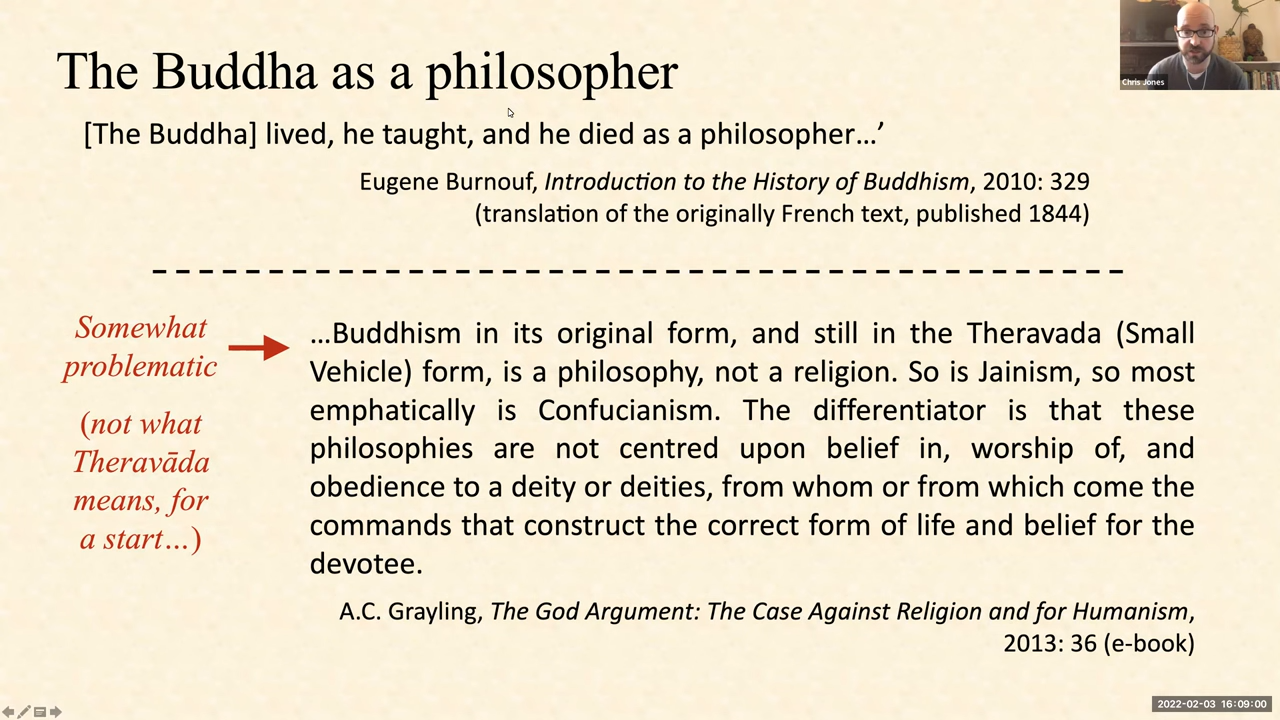 The Buddha as a philosopher
[The Buddha] lived, he taught, and he died as a philosopher…’
Eugene Burnouf, Introduction to the History of Buddhism, 2010: 329
(translation of the originally French text, published 1844)
Somewhat
problematic
(not what
Theravāda
means, for
a start…)
…Buddhism in its original form, and still in the Theravada (Small
Vehicle) form, is a philosophy, not a religion. So is Jainism, so most
emphatically is Confucianism. The differentiator is that these
philosophies are not centred upon belief in, worship of, and
obedience to a deity or deities, from whom or from which come the
commands that construct the correct form of life and belief for the
devotee.
A.C. Grayling, The God Argument: The Case Against Religion and for Humanism,
2013: 36 (e-book)
Chris Jones
2022-02-03 16:09:00